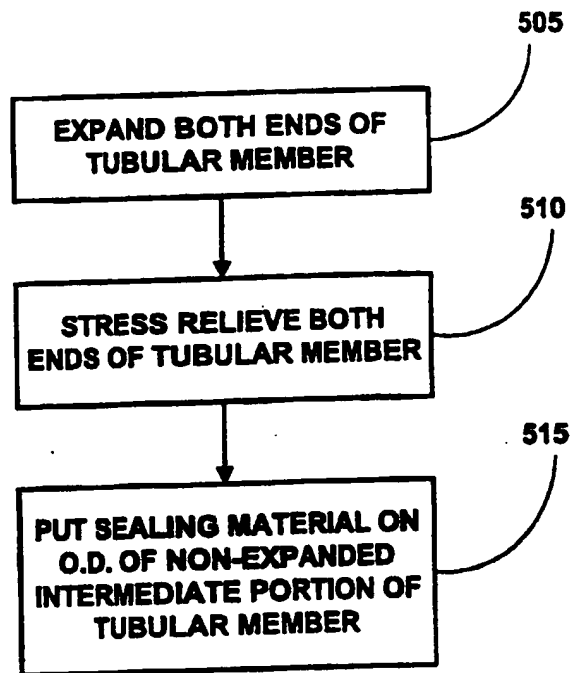 505
EXPAND BOTH ENDS OF
TUBULAR MEMBER
510
STRESS RELIEVE BOTH
ENDS OF TUBULAR MEMBER
515
PUT SEALING MATERIAL ON
O.D. OF NON-EXPANDED
INTERMEDIATE PORTION OF
TUBULAR MEMBER